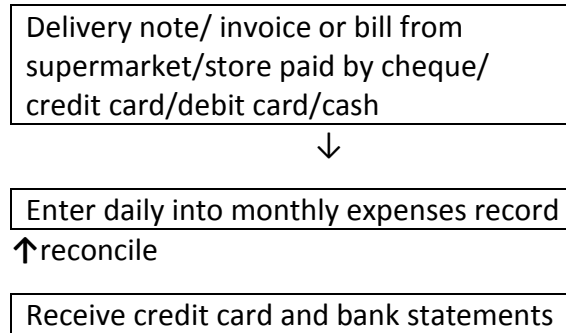 Delivery note/ invoice or bill from
supermarket/store paid by cheque/
credit card/debit card/cash
↓
Enter daily into monthly expenses record
↑reconcile
Receive credit card and bank statements